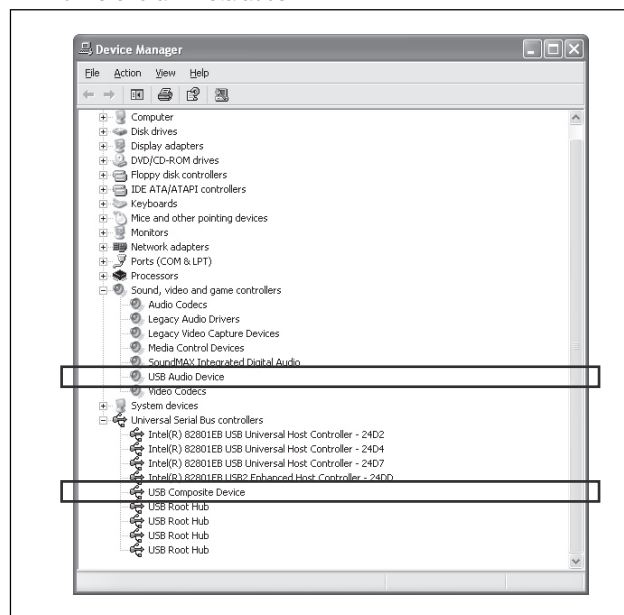 Device Manager
File Action View Help
Computer
Disk drives
Display adapters
DVD/CD-ROM drives
Floppy disk controllers
IDE ATA/ATAPI controllers
Keyboards
Mice and other pointing devices
Monitors
Network adapters
Ports (COM & LPT)
Processors
Sound, video and game controllers
Audio Codecs
Legacy Audio Drivers
Legacy Video Capture Devices
Media Control Devices
SoundMAX Integrated Digital Audio
USB Audio Device
Video Codecs
System devices
Universal Serial Bus controllers
Intel(R) 82801EB USB Universal Host Controller - 24D2
Intel(R) 82801EB USB Universal Host Controller - 24D4
Intel(R) 82801EB USB Universal Host Controller - 24D7
Intel(R) 82801EB USB2 Enhanced Host Controller - 24DD
USB Composite Device
USB Root Hub
USB Root Hub
USB Root Hub
USB Root Hub